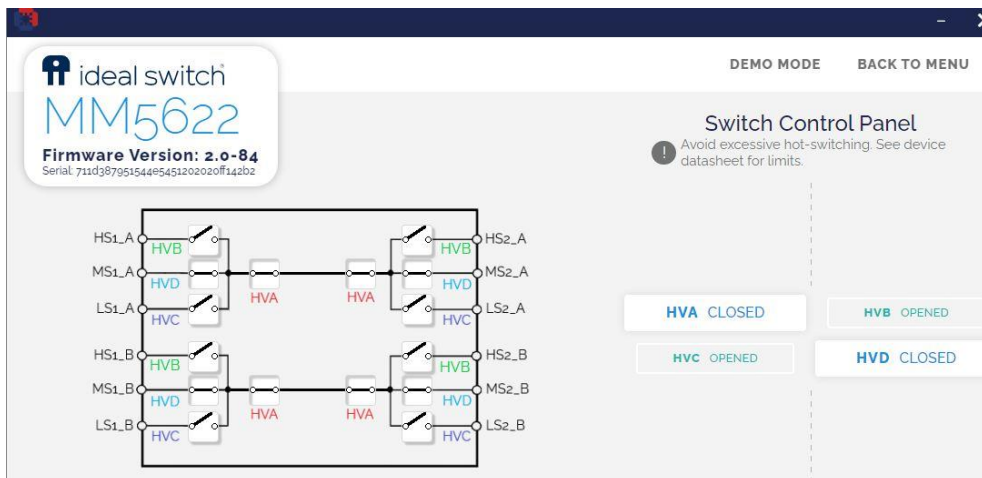 DEMO MODE BACK TO MENU
ideal switch
MM5622
Firmware Version: 2.0-84
Serial: 711d387951544e5451202020ff142b2
Switch Control Panel
Avoid excessive hot-switching. See device
datasheet for limits.
HS1_A HVB HVB HS2_A
MS1_A HVD HVA HVA HVD MS2_A
LS1_A HVC HVC LS2_A
HS1_B HVB HVB HS2_B
MS1_B HVD HVA HVA HVD MS2_B
LS1_B HVC HVC LS2_B
HVA CLOSED HVB OPENED
HVC OPENED HVD CLOSED